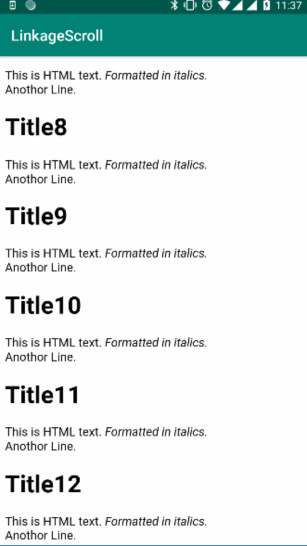 11:37
LinkageScroll
This is HTML text. Formatted in italics.
Anothor Line.
Title8
This is HTML text. Formatted in italics.
Anothor Line.
Title9
This is HTML text. Formatted in italics.
Anothor Line.
Title10
This is HTML text. Formatted in italics.
Anothor Line.
Title11
This is HTML text. Formatted in italics.
Anothor Line.
Title12
This is HTML text. Formatted in italics.
Anothor Line.